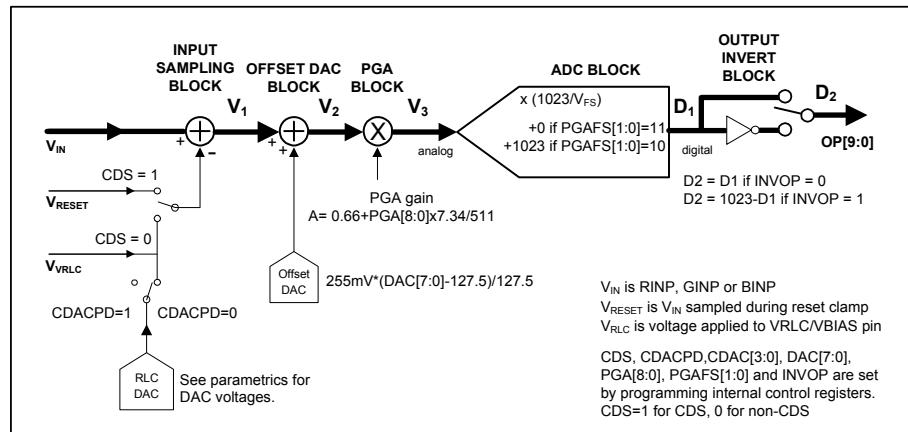 INPUT
SAMPLING
BLOCK
OFFSET DAC
BLOCK
PGA
BLOCK
ADC BLOCK
OUTPUT
INVERT
BLOCK
V1
V2
V3
x (1023/VFS)
D1
D2
+0 if PGAFS[1:0]=11
+1023 if PGAFS[1:0]=10
+
-
+
+
X
+
+
VIN
analog
digital
OP[9:0]
CDS = 1
VRESET
PGA gain
A= 0.66+PGA[8:0]x7.34/511
D2 = D1 if INVOP = 0
D2 = 1023-D1 if INVOP = 1
CDS = 0
VVRLC
Offset
DAC
255mV*(DAC[7:0]-127.5)/127.5
CDACPD=1
CDACPD=0
VIN is RINP, GINP or BINP
VRESET is VIN sampled during reset clamp
VRLC is voltage applied to VRLC/VBIAS pin
RLC
DAC
See parametrics for
DAC voltages.
CDS, CDACPD,CDAC[3:0], DAC[7:0],
PGA[8:0], PGAFS[1:0] and INVOP are set
by programming internal control registers.
CDS=1 for CDS, 0 for non-CDS